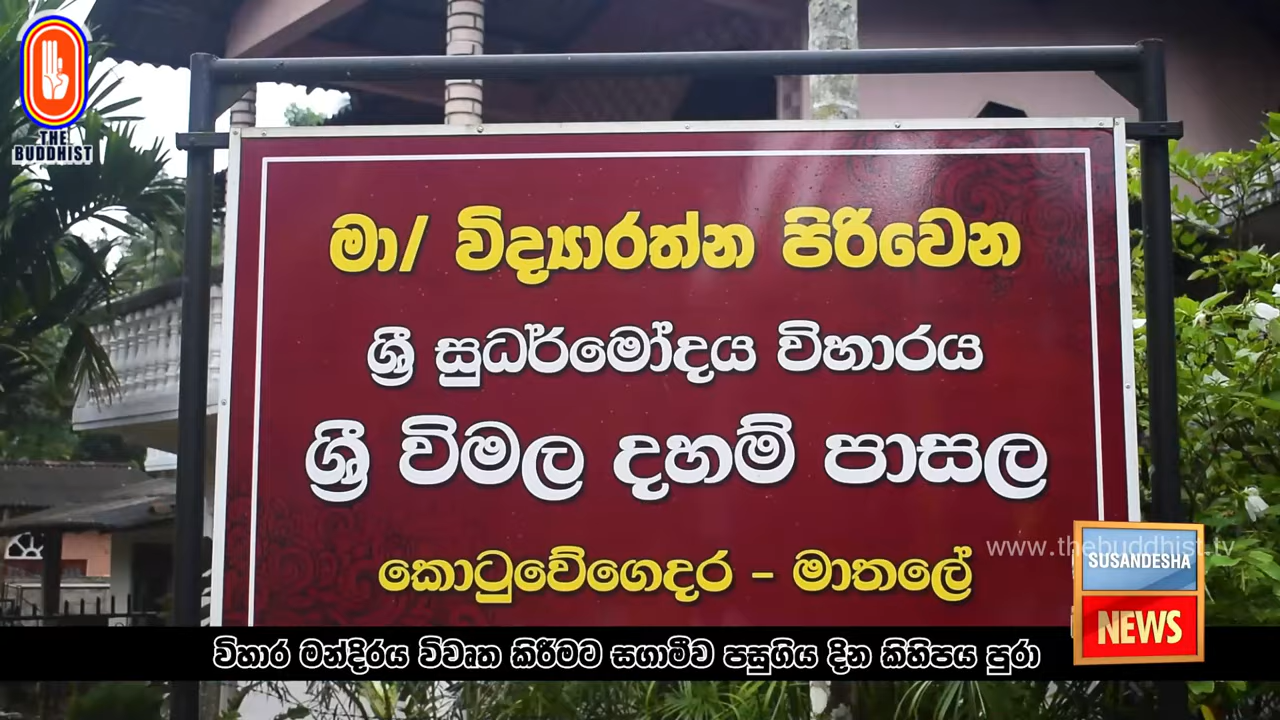 THE
BUDDHIST
මා/ විද්‍යාරත්න පිරිවෙන
ශ්‍රී සුධර්මෝදය විහාරය
ශ්‍රී විමල දහම් පාසල
කොටුවේගෙදර - මාතලේ
www.thebuddhist.tv
SUSANDESHA
NEWS
විහාර මන්දිරය විවෘත කිරීමට සගාමීව පසුගිය දින කිහිපය පුරා